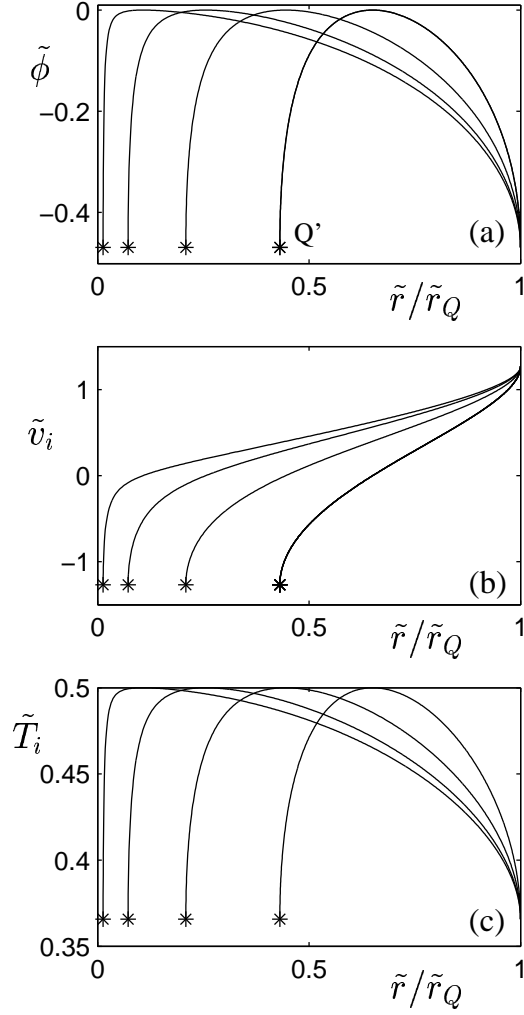 0
ϕ̃
−0.2
−0.4
Q’
(a)
0
0.5
1
r̃/r̃_Q
1
ṽ_i
0
−1
(b)
0
0.5
1
r̃/r̃_Q
0.5
T̃_i
0.45
0.4
0.35
(c)
0
0.5
1
r̃/r̃_Q